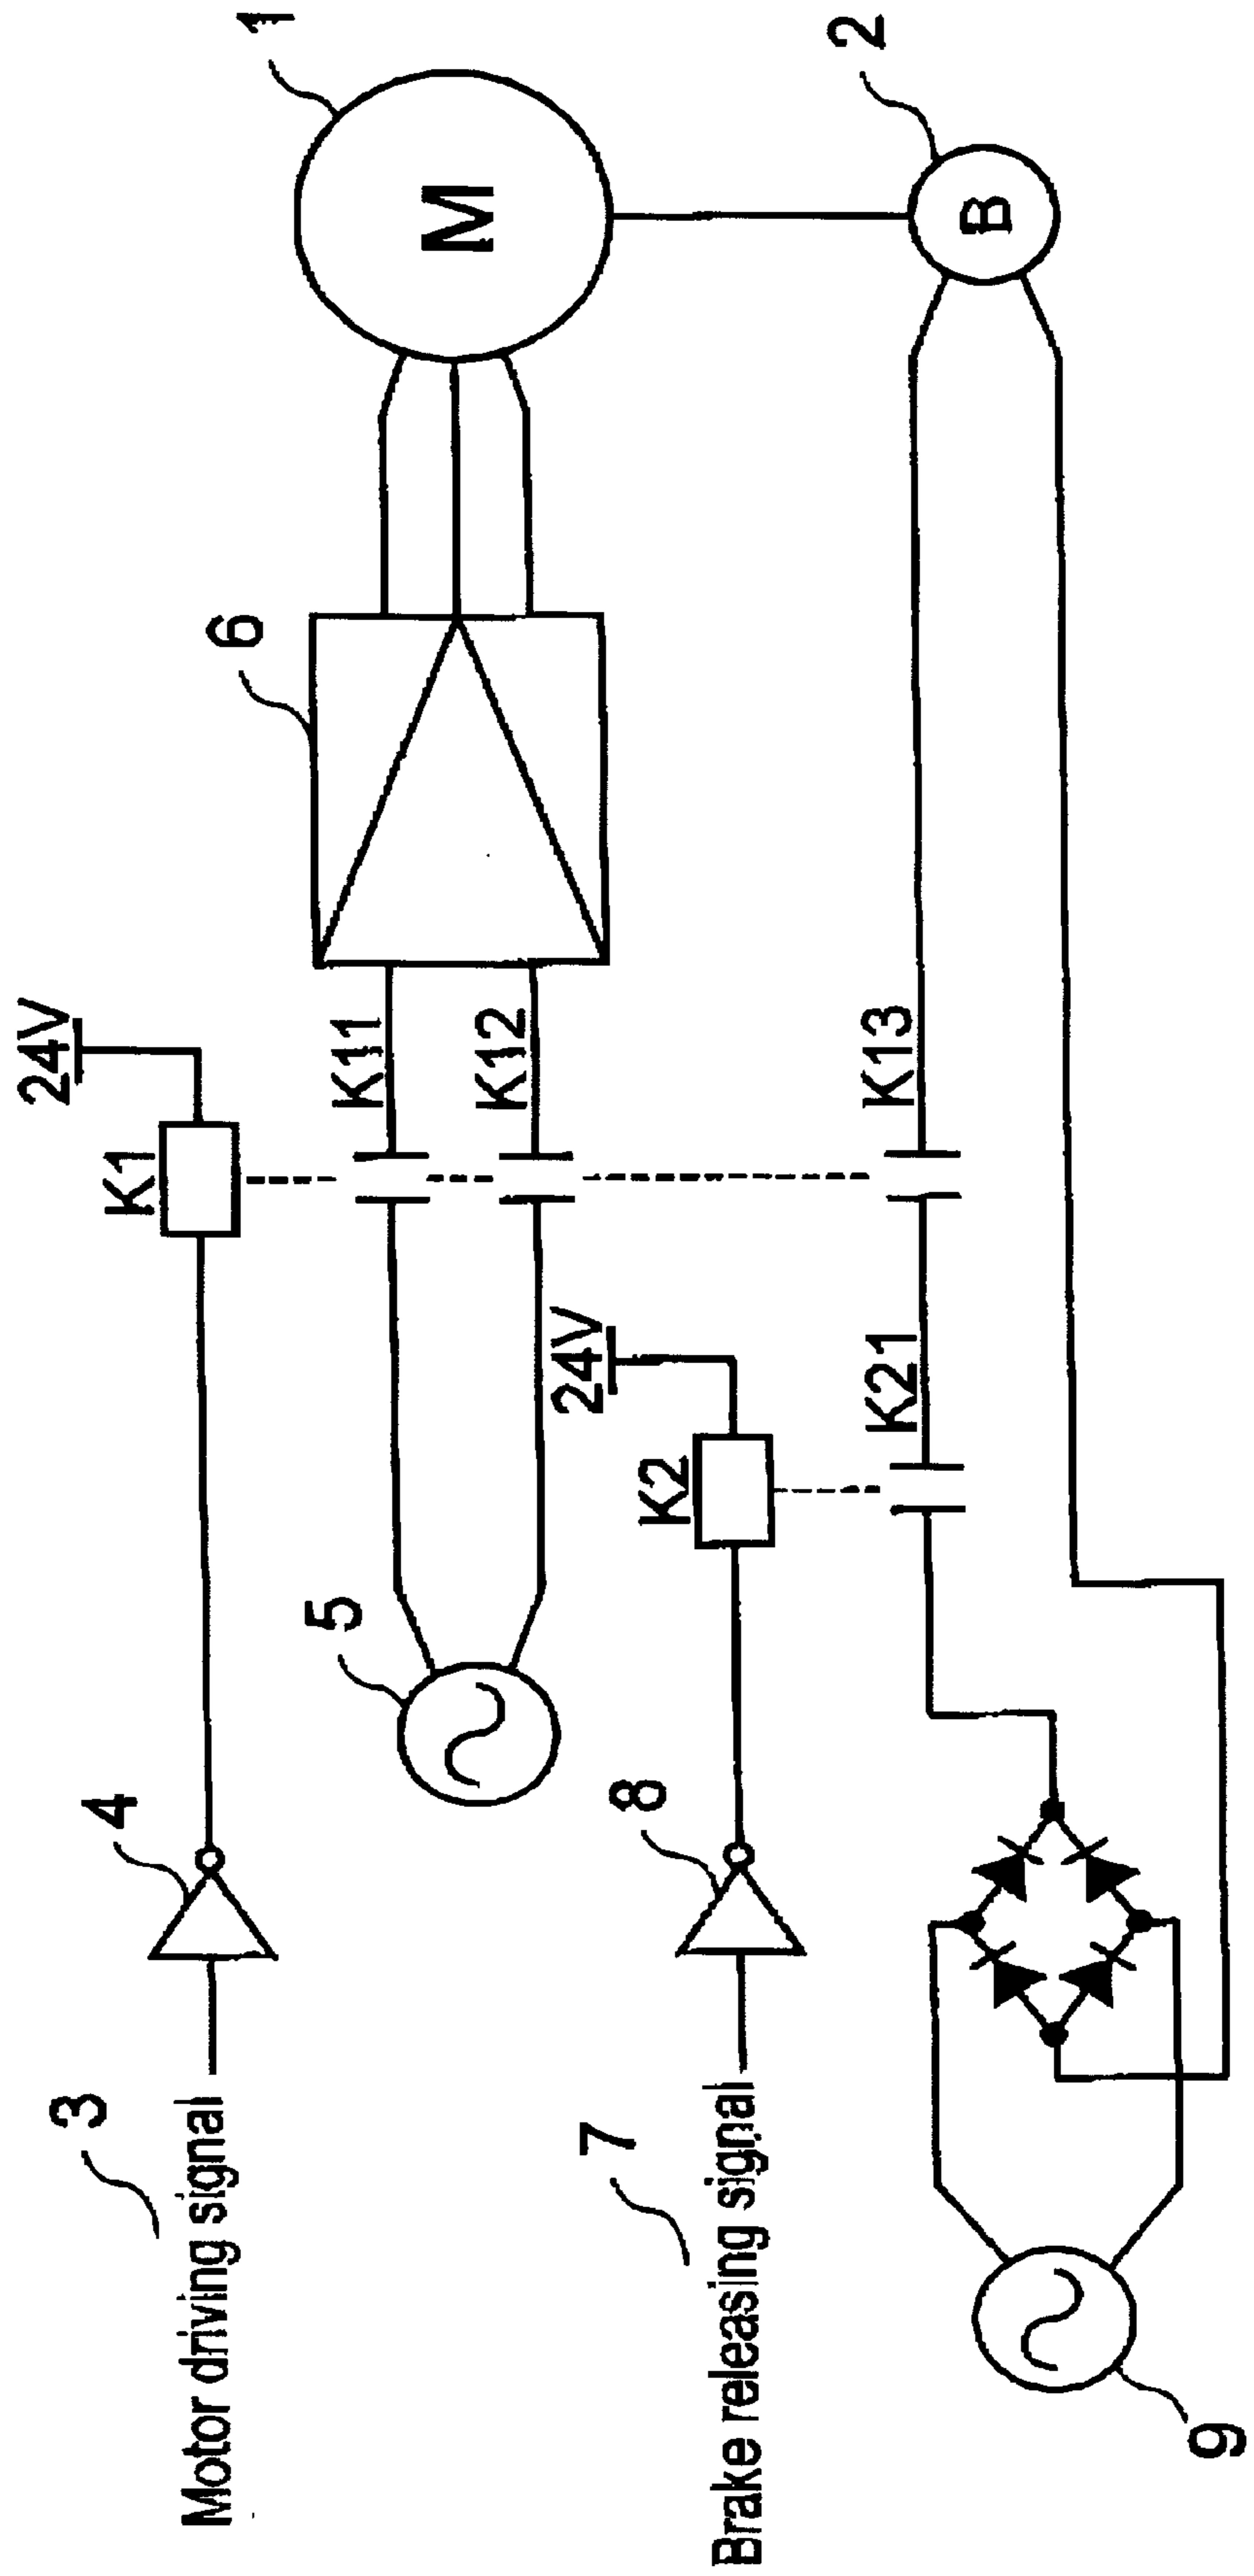 24V
K1
1
4
6
K11
K12
M
3
Motor driving signal
5
24V
K2
8
2
7
Brake releasing signal
K21
K13
B
9